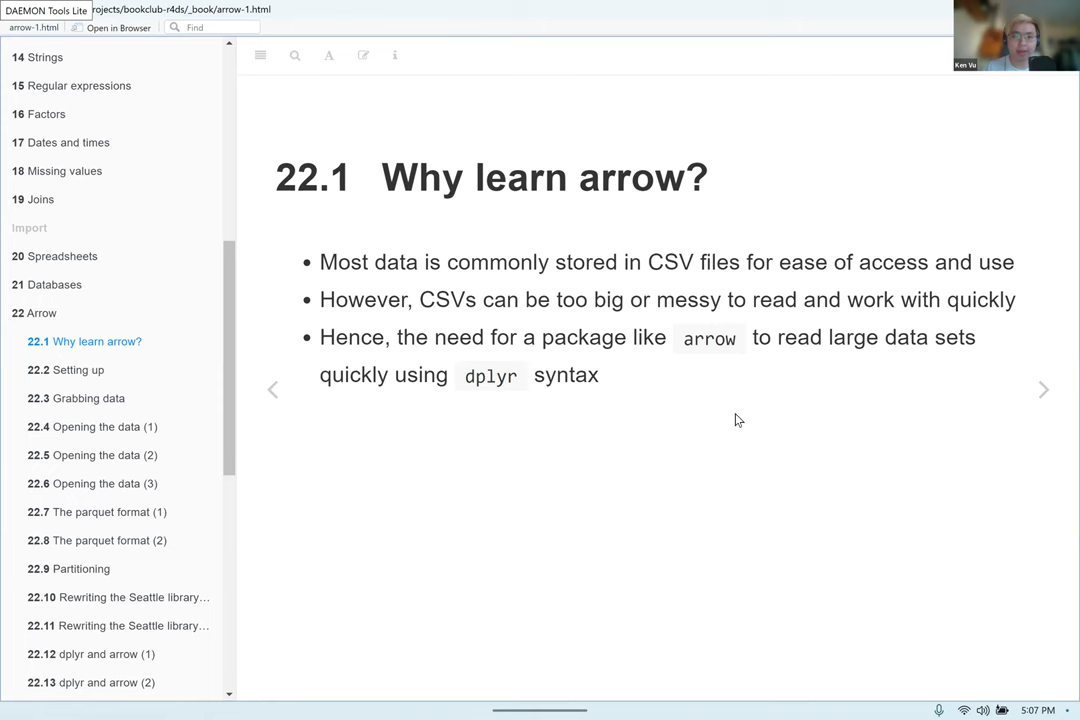 DAEMON Tools Lite
rojects/bookclub-r4ds/_book/arrow-1.html
arrow-1.html
Open in Browser
Find
Ken Vu
14 Strings
15 Regular expressions
16 Factors
17 Dates and times
18 Missing values
19 Joins
Import
20 Spreadsheets
21 Databases
22 Arrow
22.1 Why learn arrow?
22.2 Setting up
22.3 Grabbing data
22.4 Opening the data (1)
22.5 Opening the data (2)
22.6 Opening the data (3)
22.7 The parquet format (1)
22.8 The parquet format (2)
22.9 Partitioning
22.10 Rewriting the Seattle library…
22.11 Rewriting the Seattle library…
22.12 dplyr and arrow (1)
22.13 dplyr and arrow (2)
22.1 Why learn arrow?
• Most data is commonly stored in CSV files for ease of access and use
• However, CSVs can be too big or messy to read and work with quickly
• Hence, the need for a package like arrow to read large data sets
quickly using dplyr syntax
5:07 PM